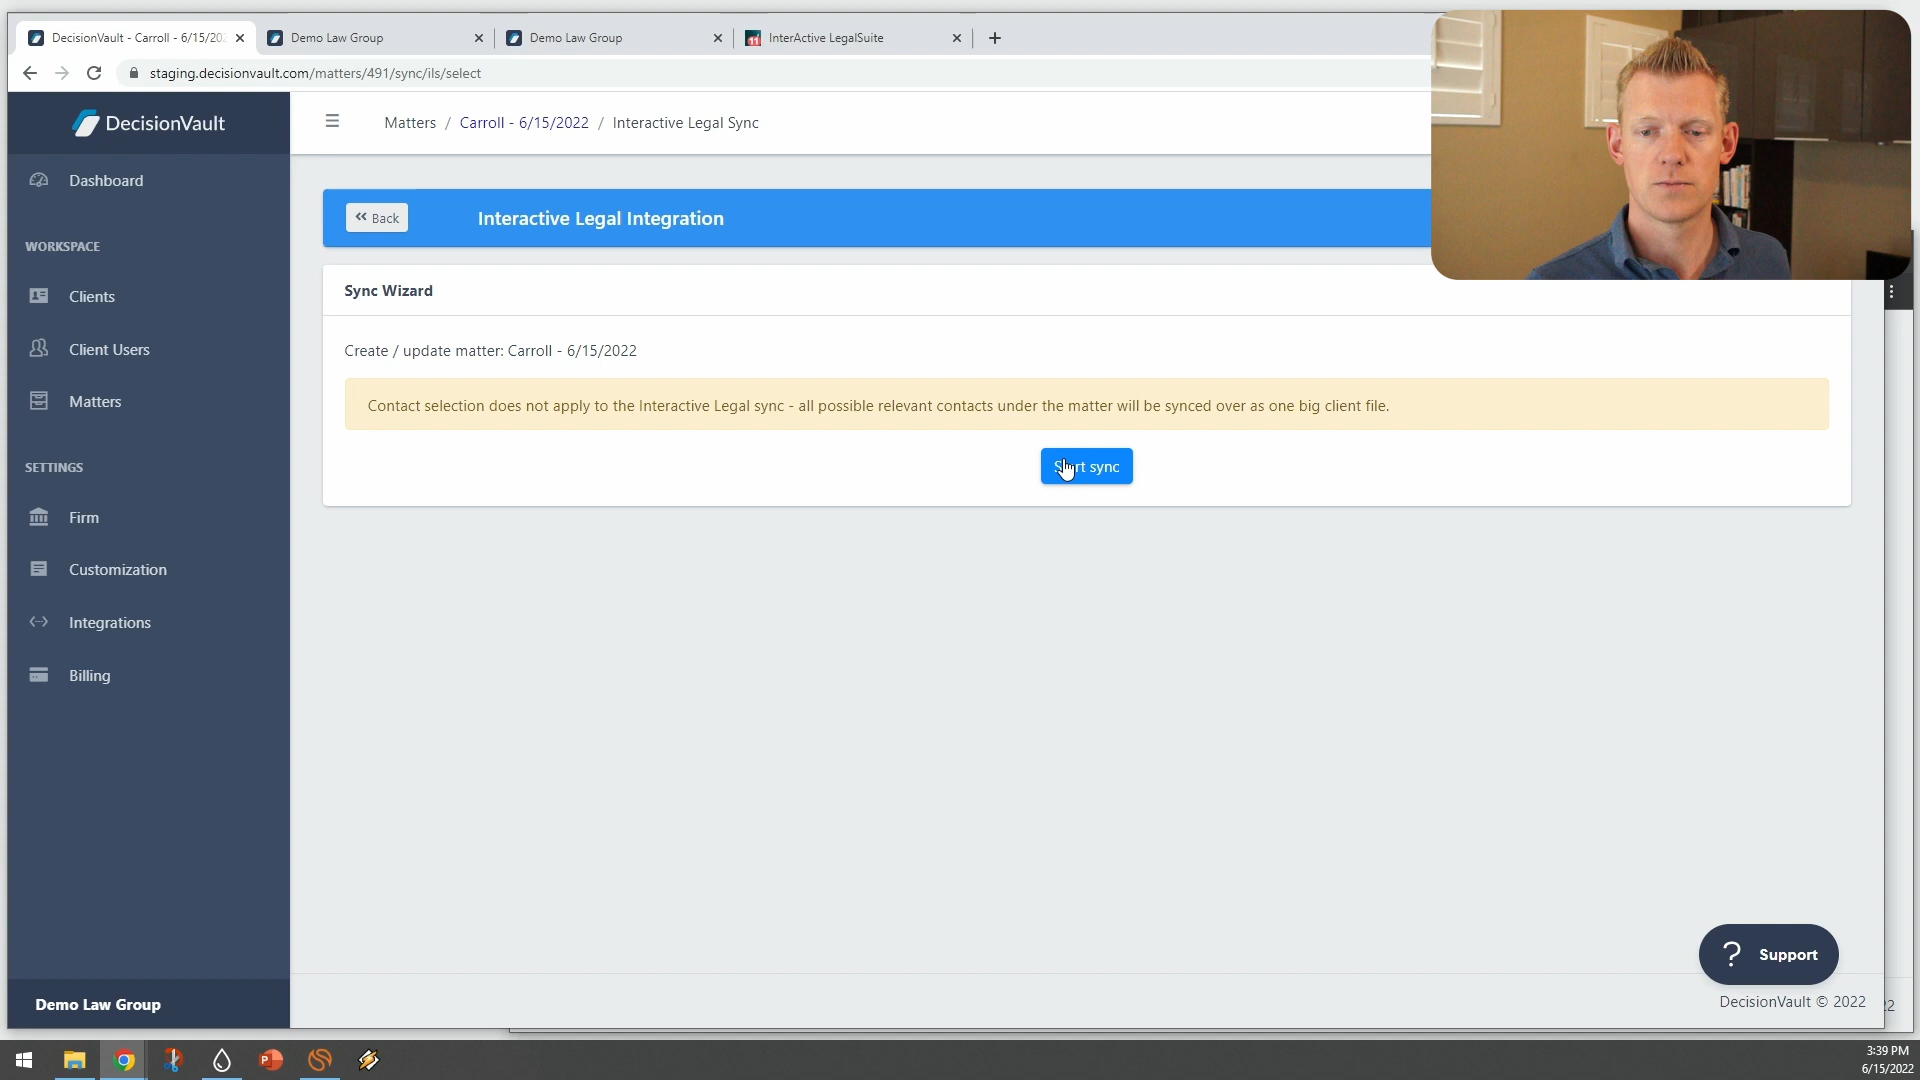 DecisionVault - Carroll - 6/15/202
Demo Law Group
Demo Law Group
InterActive LegalSuite
staging.decisionvault.com/matters/491/sync/ils/select
DecisionVault
Matters / Carroll - 6/15/2022 / Interactive Legal Sync
Dashboard
WORKSPACE
Clients
Client Users
Matters
SETTINGS
Firm
Customization
Integrations
Billing
Demo Law Group
Back
Interactive Legal Integration
Sync Wizard
Create / update matter: Carroll - 6/15/2022
Contact selection does not apply to the Interactive Legal sync - all possible relevant contacts under the matter will be synced over as one big client file.
Start sync
? Support
DecisionVault © 2022
22
3:39 PM
6/15/2022